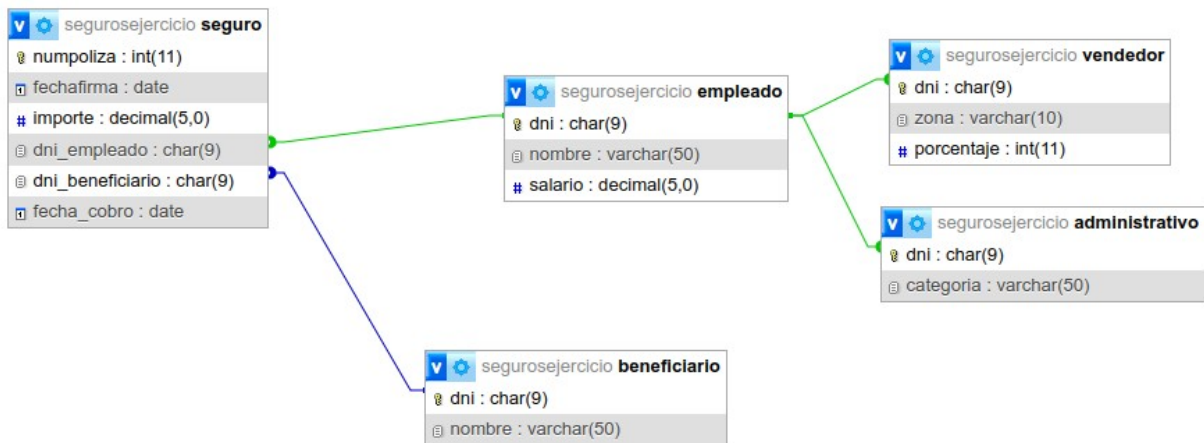 segurosejercicio seguro
numpoliza : int(11)
fechafirma : date
importe : decimal(5,0)
dni_empleado : char(9)
dni_beneficiario : char(9)
fecha_cobro : date
segurosejercicio empleado
dni : char(9)
nombre : varchar(50)
salario : decimal(5,0)
segurosejercicio vendedor
dni : char(9)
zona : varchar(10)
porcentaje : int(11)
segurosejercicio administrativo
dni : char(9)
categoria : varchar(50)
segurosejercicio beneficiario
dni : char(9)
nombre : varchar(50)